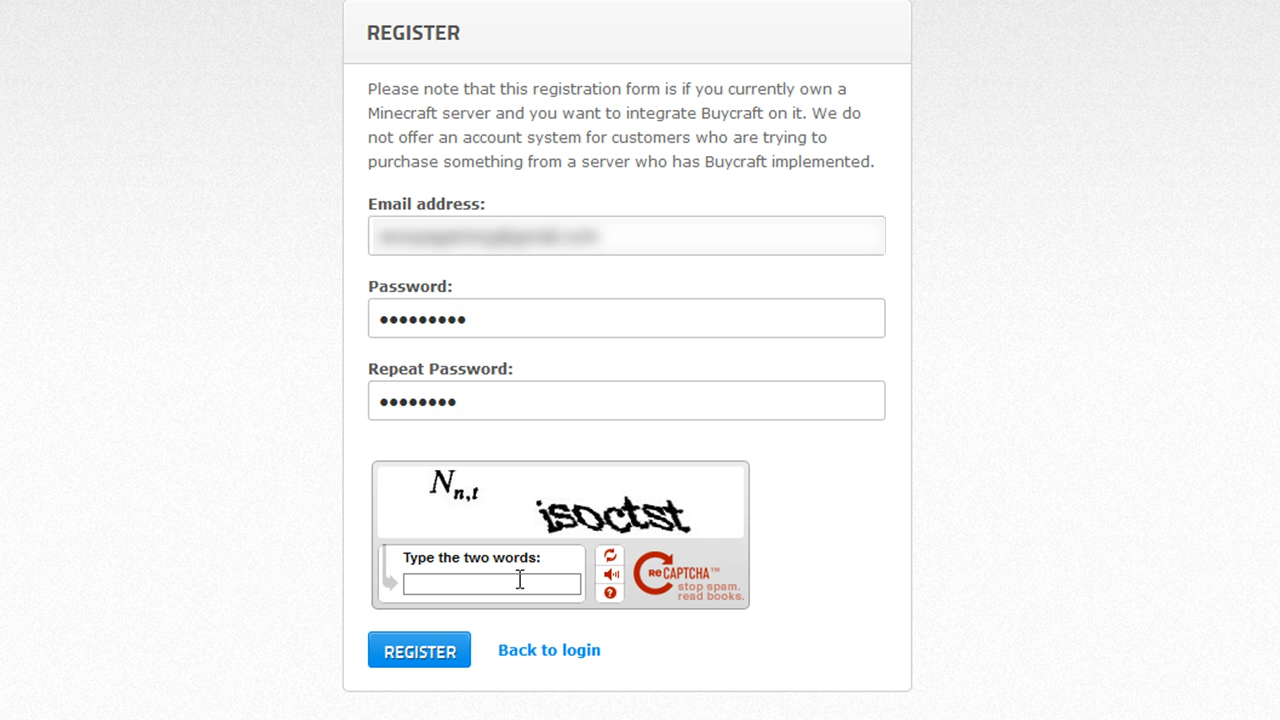 REGISTER
Please note that this registration form is if you currently own a
Minecraft server and you want to integrate Buycraft on it. We do
not offer an account system for customers who are trying to
purchase something from a server who has Buycraft implemented.
Email address:
Password:
•••••••••
Repeat Password:
••••••••
N n,t
isoctst
Type the two words:
ReCAPTCHA™
stop spam.
read books.
REGISTER Back to login